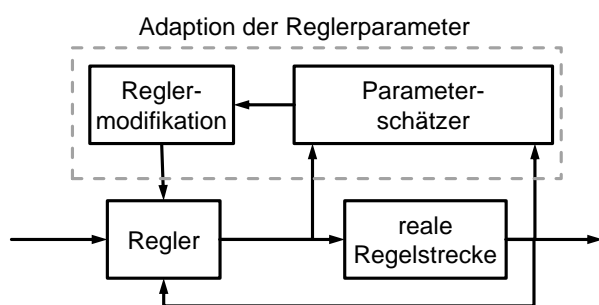 Adaption der Reglerparameter
Regler-
modifikation
Parameter-
schätzer
Regler
reale
Regelstrecke